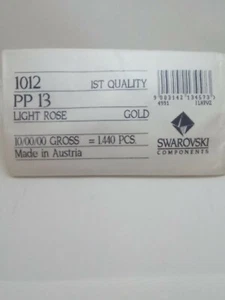 1012 1ST QUALITY
PP 13
LIGHT ROSE GOLD
10/00/00 GROSS = 1.440 PCS.
Made in Austria
SWAROVSKI
COMPONENTS